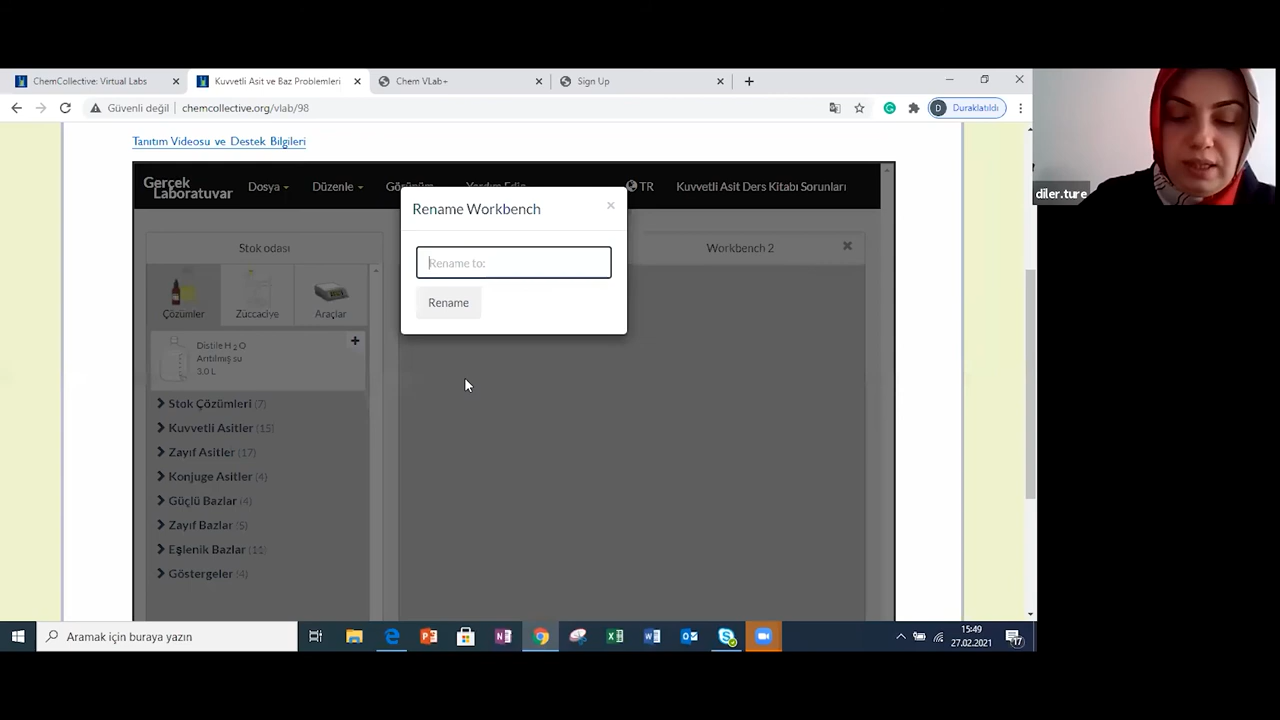 ChemCollective: Virtual Labs
Kuvvetli Asit ve Baz Problemleri
Chem VLab+
Sign Up
Güvenli değil
chemcollective.org/vlab/98
D
Duraklatıldı
diler.ture
Tanıtım Videosu ve Destek Bilgileri
Gerçek
Laboratuvar
Dosya
Düzenle
Görünüm
Yardım Edin
TR
Kuvvetli Asit Ders Kitabı Sorunları
Rename Workbench
Rename to:
Rename
Stok odası
Workbench 2
Çözümler
Züccaciye
Araçlar
Distile H2O
Arıtılmış su
3.0 L
Stok Çözümleri (7)
Kuvvetli Asitler (15)
Zayıf Asitler (17)
Konjuge Asitler (4)
Güçlü Bazlar (4)
Zayıf Bazlar (5)
Eşlenik Bazlar (11)
Göstergeler (4)
Aramak için buraya yazın
15:49
27.02.2021
17